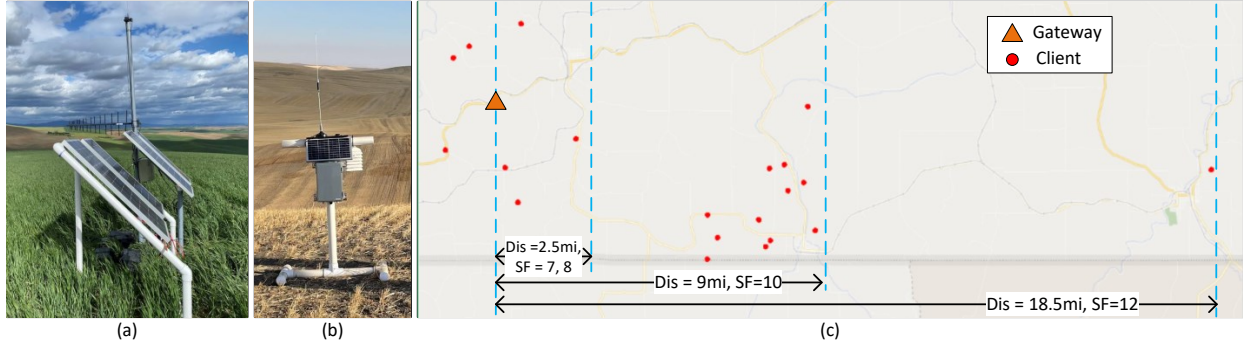 Gateway
Client
Dis =2.5mi,
SF = 7, 8
Dis = 9mi, SF=10
Dis = 18.5mi, SF=12
(a)
(b)
(c)